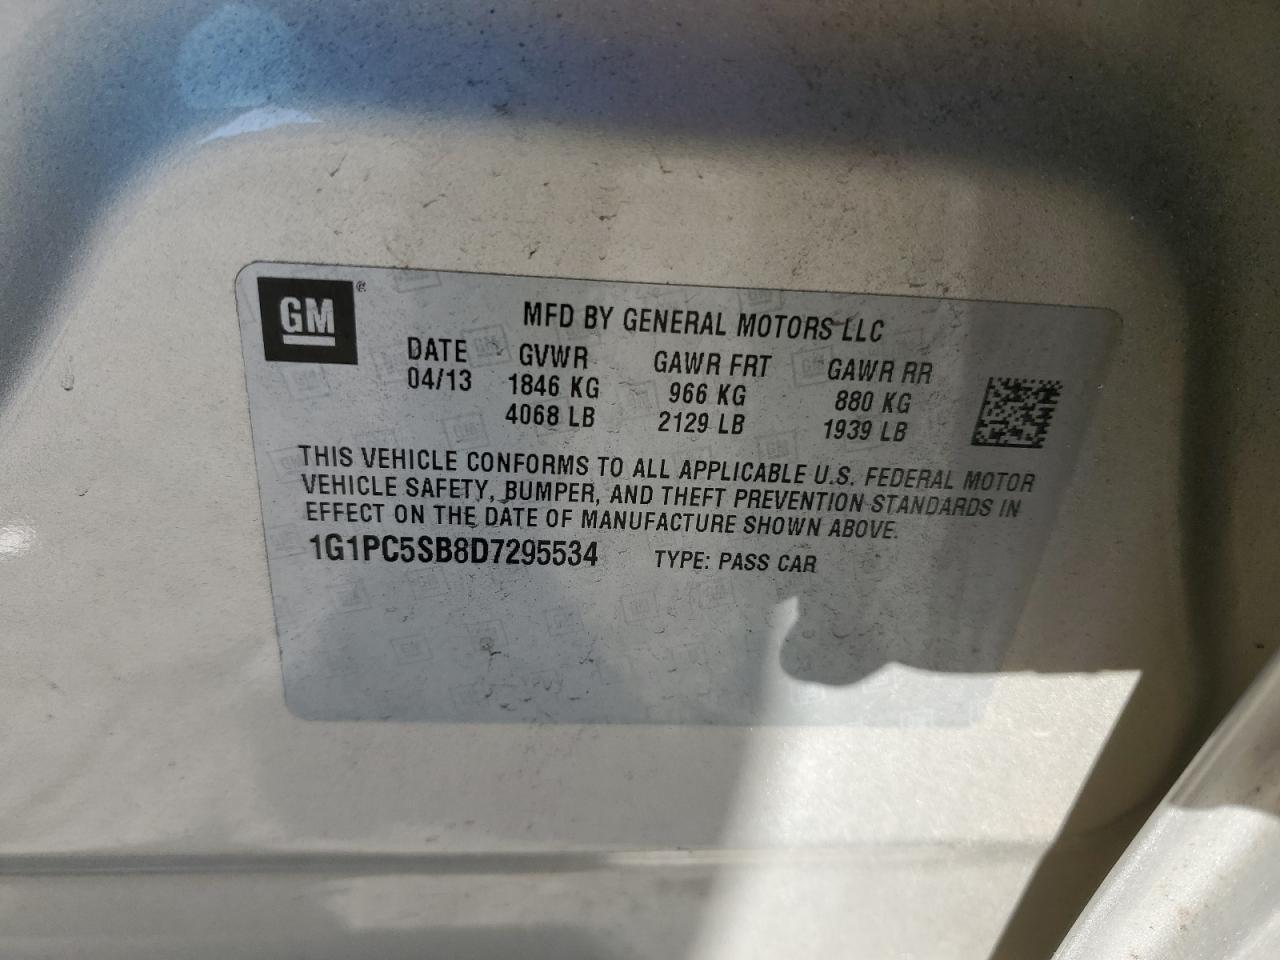 GM
MFD BY GENERAL MOTORS LLC
DATE GVWR GAWR FRT GAWR RR
04/13 1846 KG 966 KG 880 KG
4068 LB 2129 LB 1939 LB
THIS VEHICLE CONFORMS TO ALL APPLICABLE U.S. FEDERAL MOTOR
VEHICLE SAFETY, BUMPER, AND THEFT PREVENTION STANDARDS IN
EFFECT ON THE DATE OF MANUFACTURE SHOWN ABOVE.
1G1PC5SB8D7295534 TYPE: PASS CAR